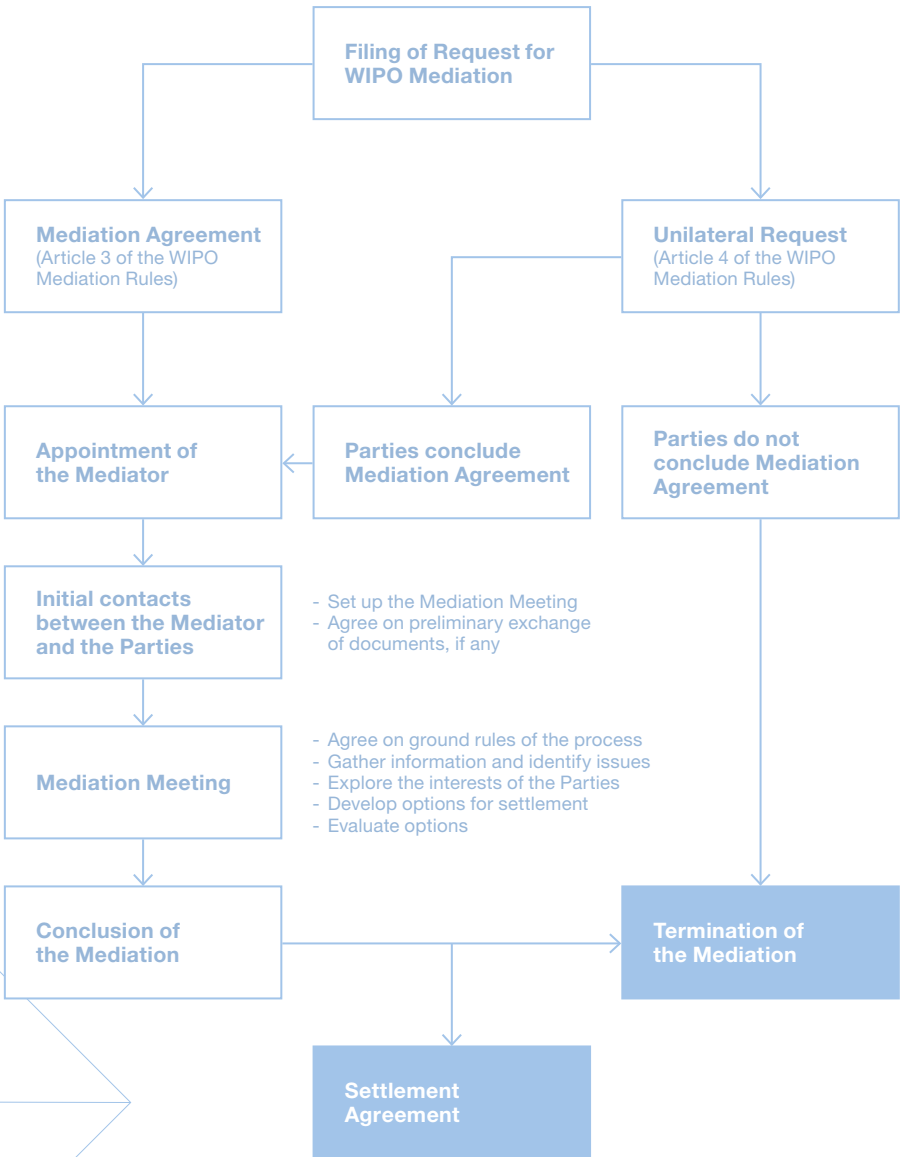 Filing of Request for
WIPO Mediation
Mediation Agreement
(Article 3 of the WIPO
Mediation Rules)
Unilateral Request
(Article 4 of the WIPO
Mediation Rules)
Appointment of
the Mediator
Parties conclude
Mediation Agreement
Parties do not
conclude Mediation
Agreement
Initial contacts
between the Mediator
and the Parties
- Set up the Mediation Meeting
- Agree on preliminary exchange
of documents, if any
Mediation Meeting
- Agree on ground rules of the process
- Gather information and identify issues
- Explore the interests of the Parties
- Develop options for settlement
- Evaluate options
Conclusion of
the Mediation
Termination of
the Mediation
Settlement
Agreement